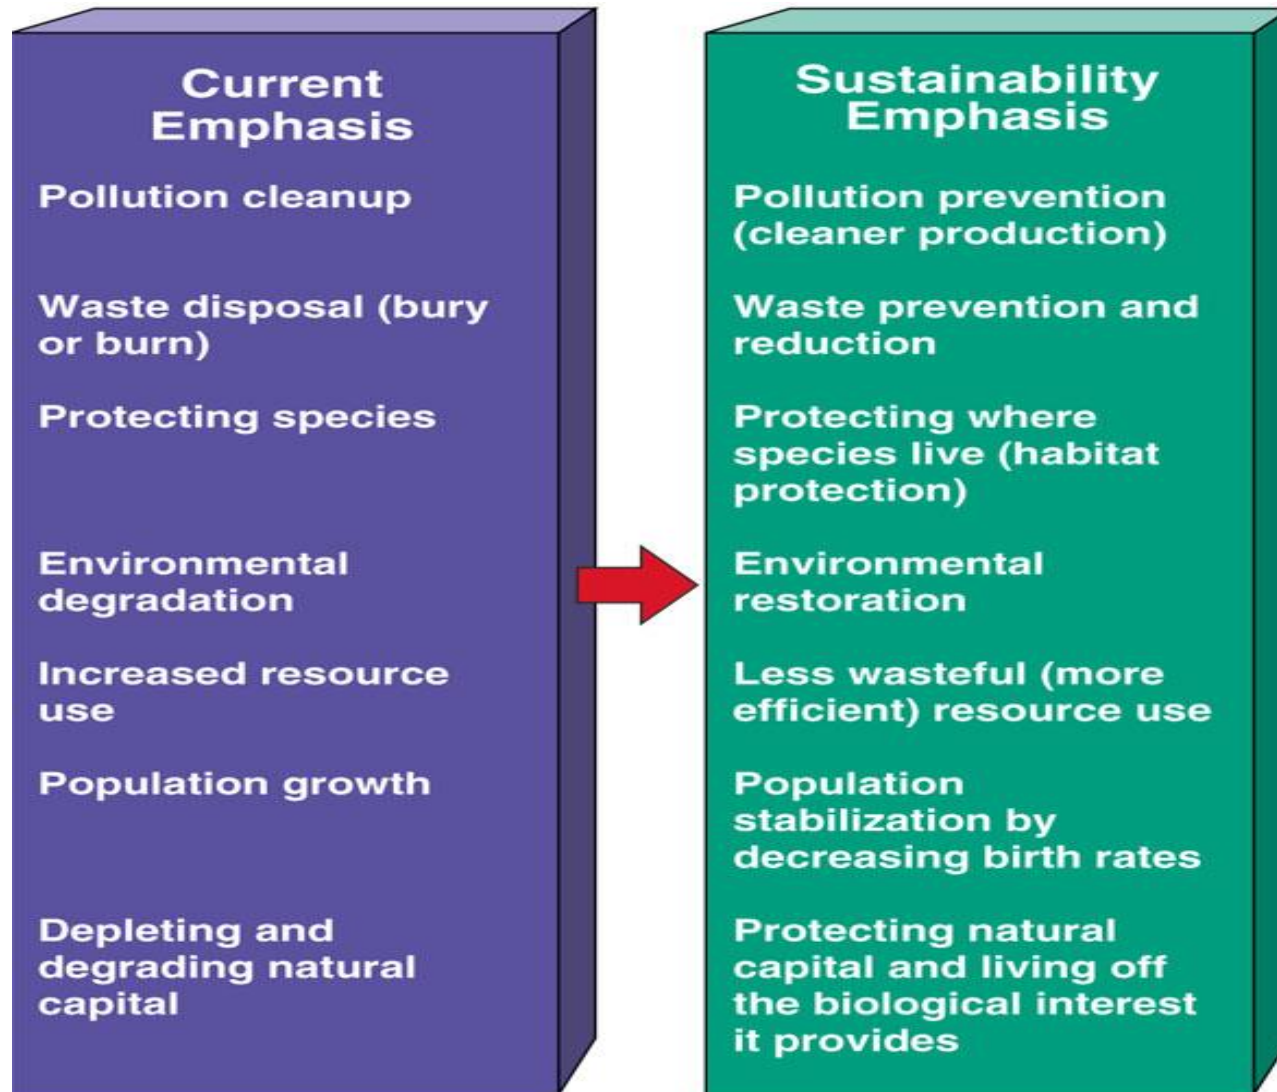 Current
Emphasis
Pollution cleanup
Waste disposal (bury
or burn)
Protecting species
Environmental
degradation
Increased resource
use
Population growth
Depleting and
degrading natural
capital
Sustainability
Emphasis
Pollution prevention
(cleaner production)
Waste prevention and
reduction
Protecting where
species live (habitat
protection)
Environmental
restoration
Less wasteful (more
efficient) resource use
Population
stabilization by
decreasing birth rates
Protecting natural
capital and living off
the biological interest
it provides